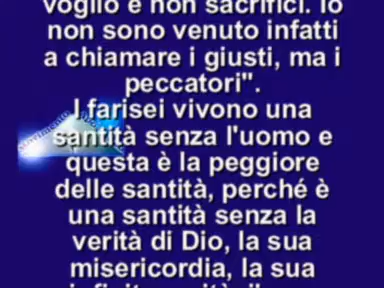 voglio e non sacrifici. Io
non sono venuto infatti
a chiamare i giusti, ma i
peccatori".
I farisei vivono una
santità senza l'uomo e
questa è la peggiore
delle santità, perché è
una santità senza la
verità di Dio, la sua
misericordia, la sua